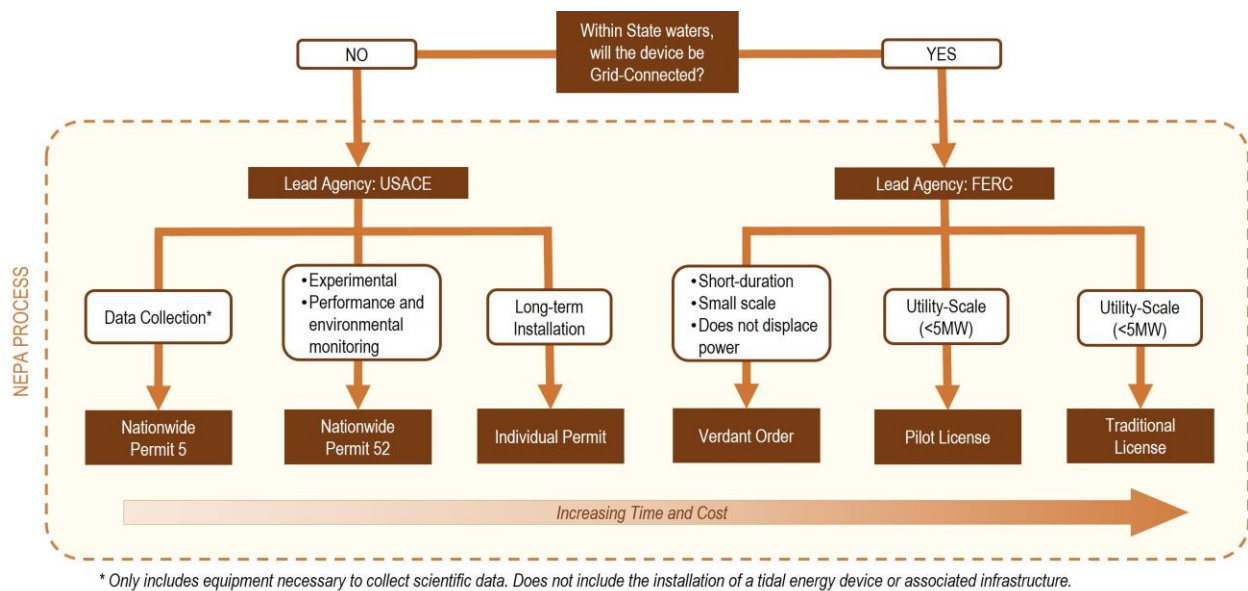 Within State waters,
will the device be
Grid-Connected?
NO
YES
NEPA PROCESS
Lead Agency: USACE
Lead Agency: FERC
Data Collection*
•Experimental
•Performance and
environmental
monitoring
Long-term
Installation
•Short-duration
•Small scale
•Does not displace
power
Utility-Scale
(<5MW)
Utility-Scale
(<5MW)
Nationwide
Permit 5
Nationwide
Permit 52
Individual Permit
Verdant Order
Pilot License
Traditional
License
Increasing Time and Cost
* Only includes equipment necessary to collect scientific data. Does not include the installation of a tidal energy device or associated infrastructure.